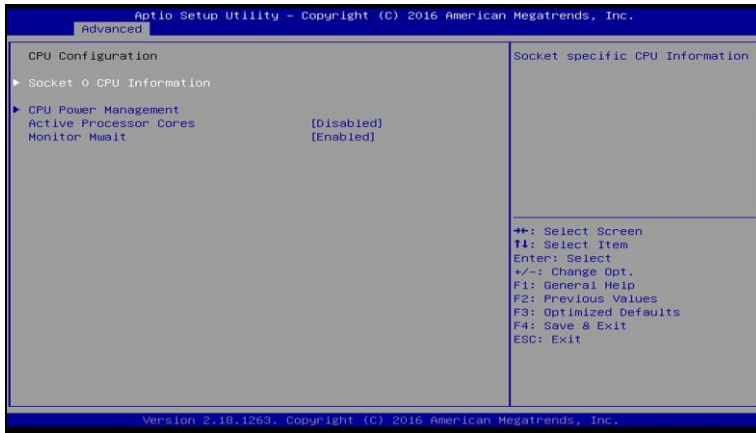 Aptio Setup Utility - Copyright (C) 2016 American Megatrends, Inc.
Advanced
CPU Configuration
Socket specific CPU Information
▶ Socket 0 CPU Information
▶ CPU Power Management
Active Processor Cores [Disabled]
Monitor Mwait [Enabled]
→←: Select Screen
↑↓: Select Item
Enter: Select
+/-: Change Opt.
F1: General Help
F2: Previous Values
F3: Optimized Defaults
F4: Save & Exit
ESC: Exit
Version 2.18.1263. Copyright (C) 2016 American Megatrends, Inc.